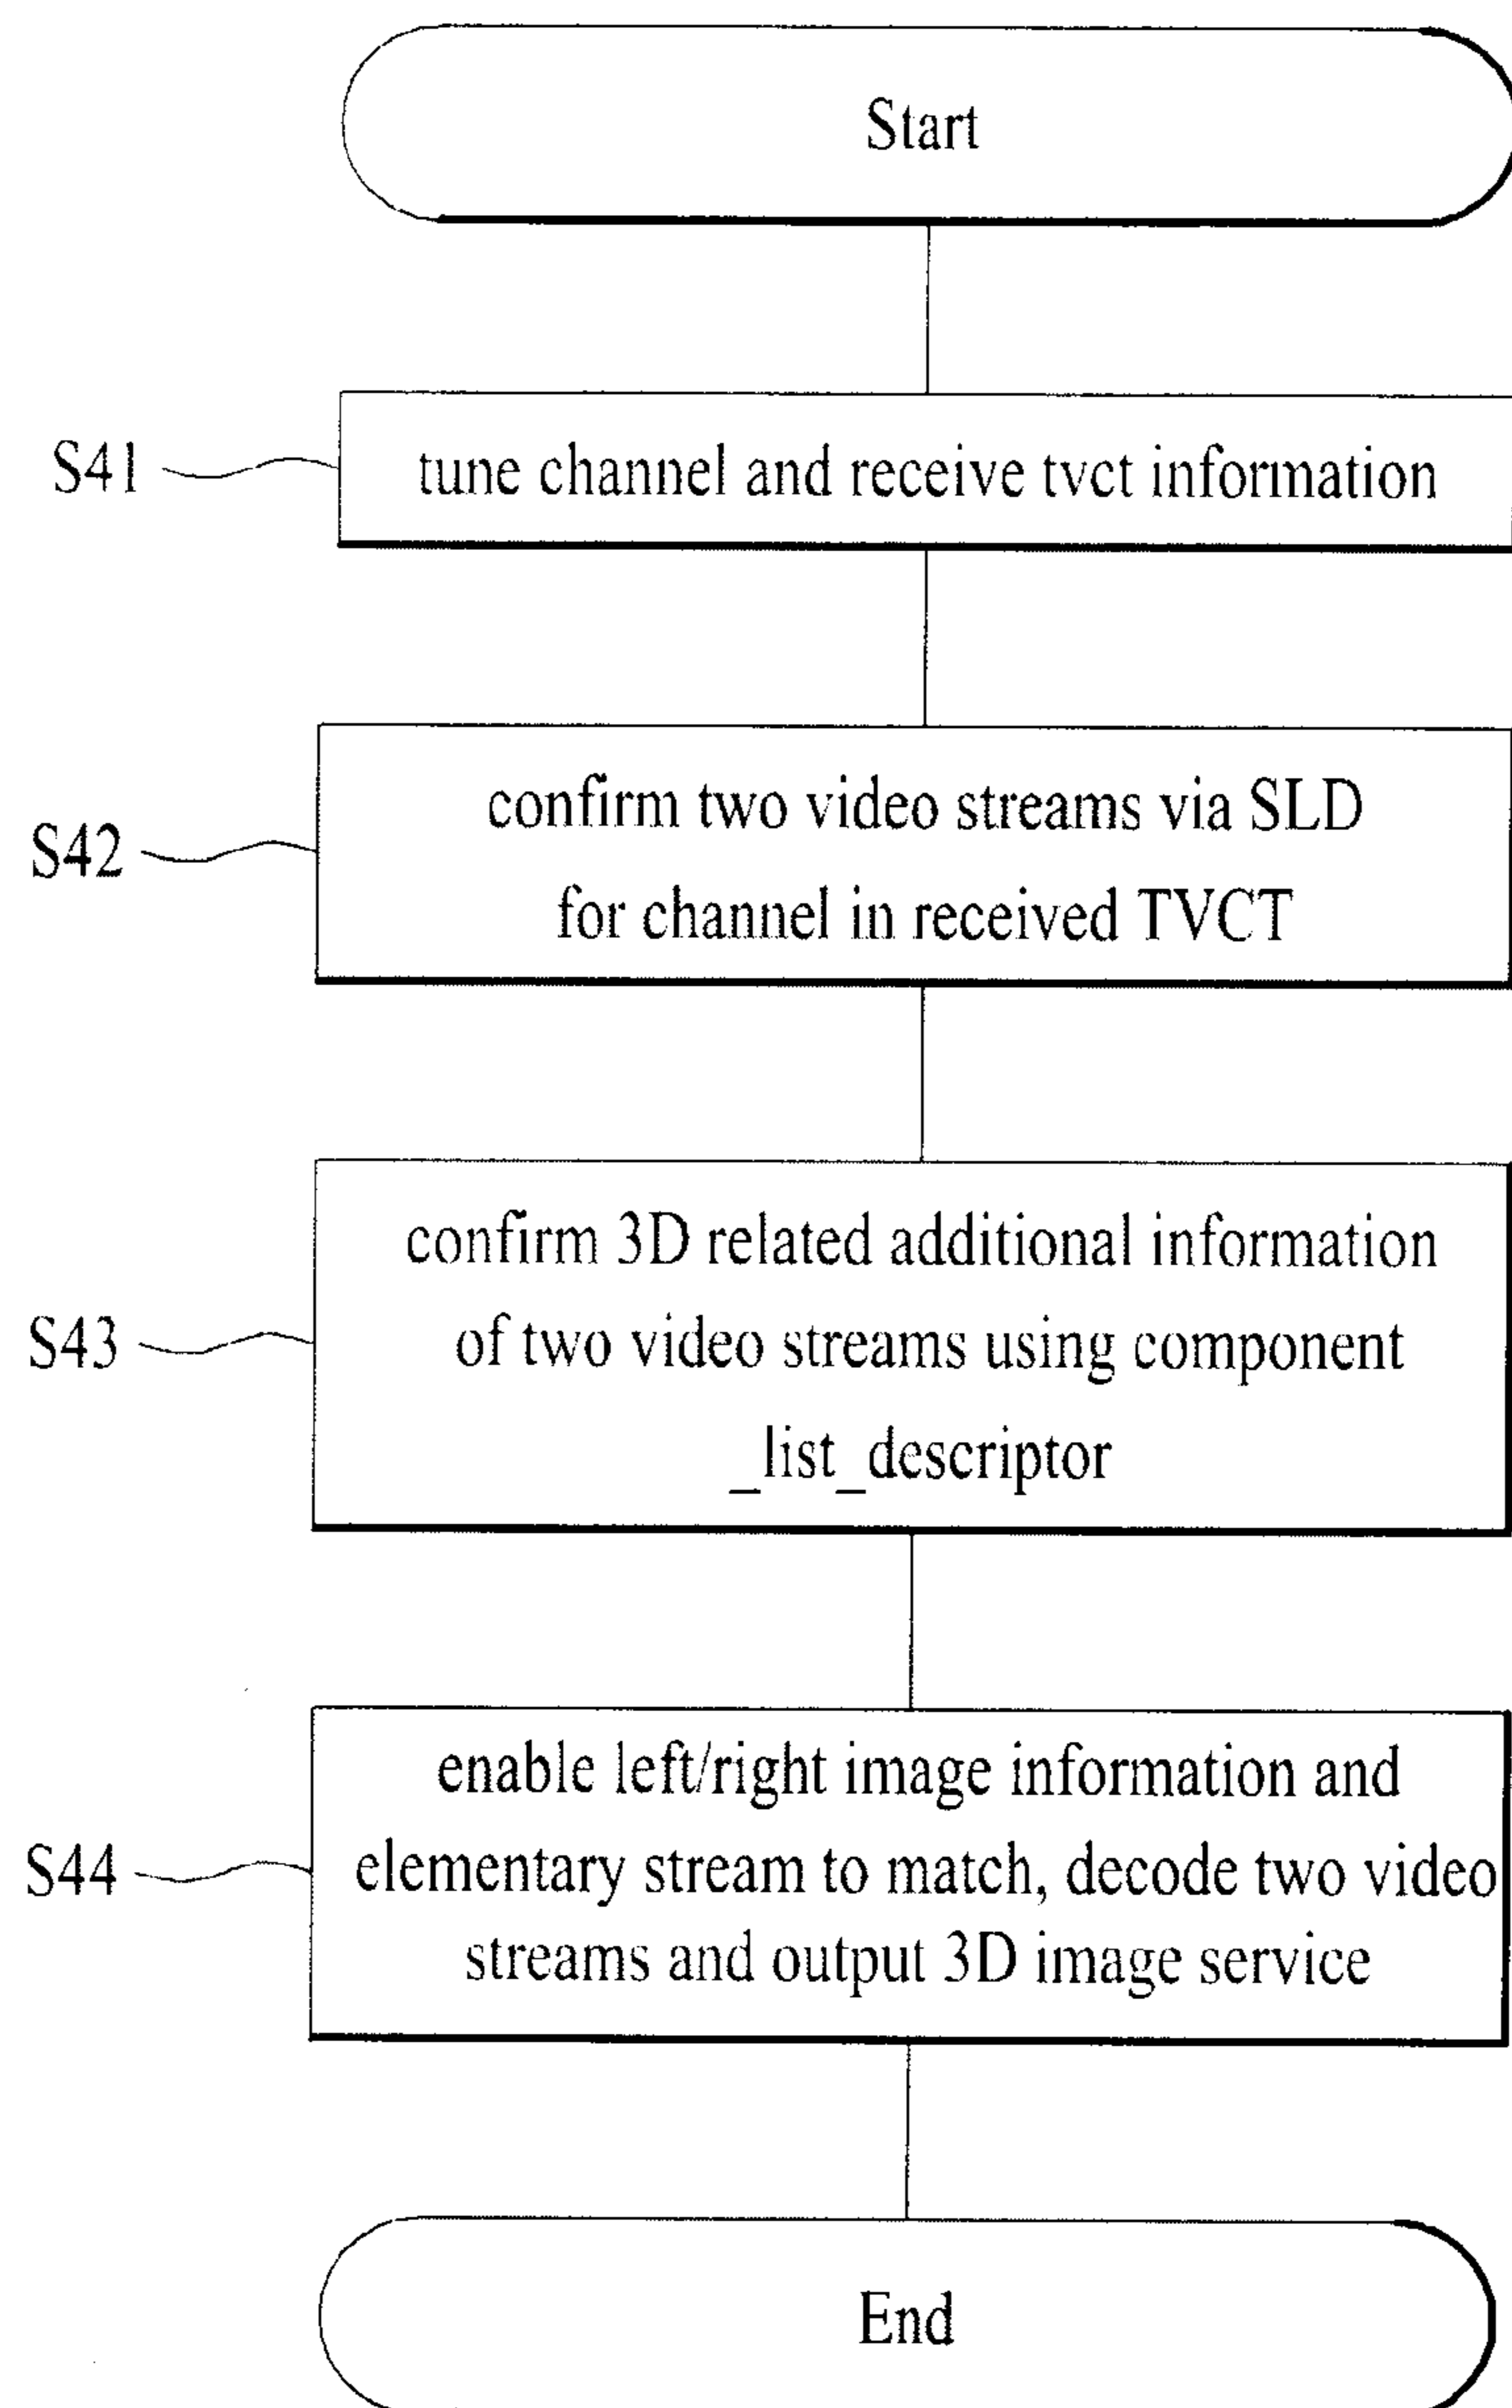 Start
S41
tune channel and receive tvct information
S42
confirm two video streams via SLD
for channel in received TVCT
S43
confirm 3D related additional information
of two video streams using component
_list_descriptor
S44
enable left/right image information and
elementary stream to match, decode two video
streams and output 3D image service
End